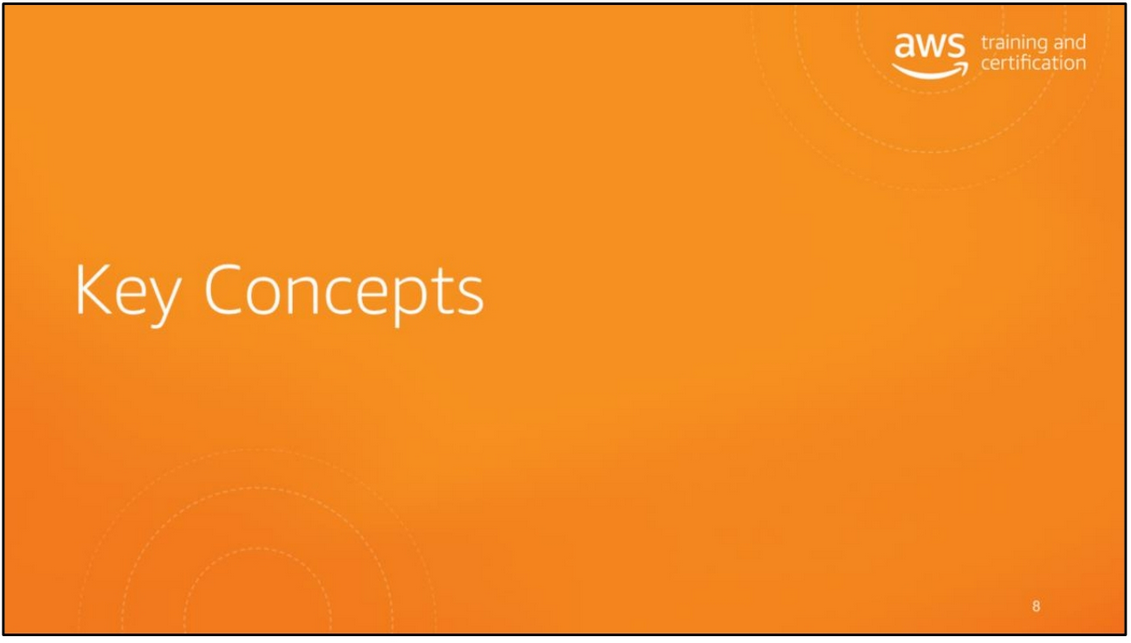 aws training and
certification
Key Concepts
8